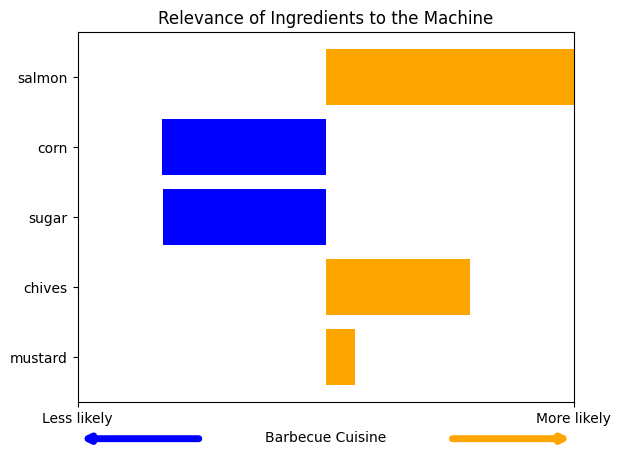 Relevance of Ingredients to the Machine
salmon
corn
sugar
chives
mustard
Less likely
More likely
Barbecue Cuisine